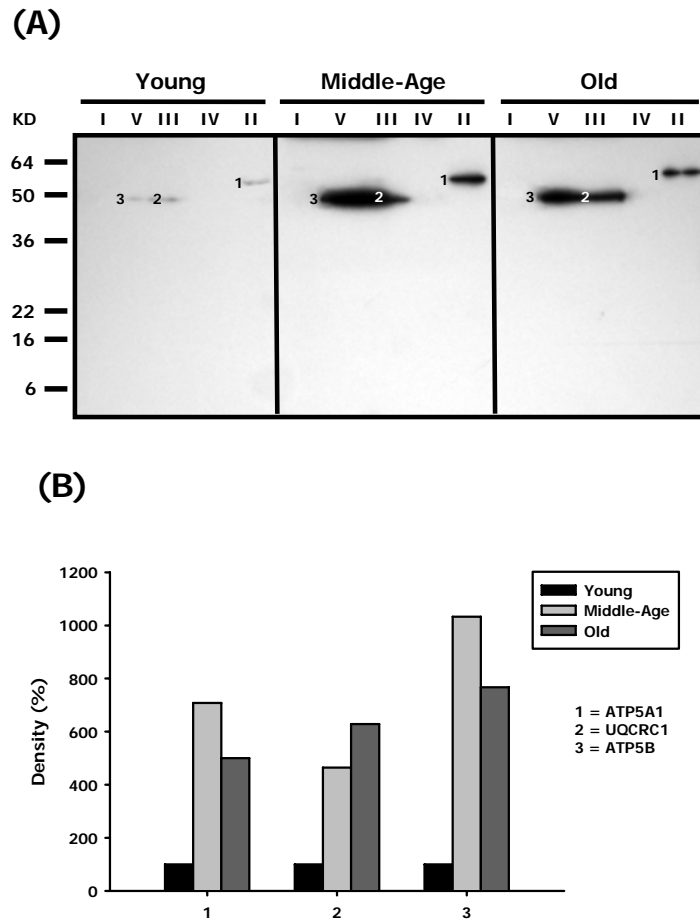 (A)
Young Middle-Age Old
KD I V III IV II I V III IV II I V III IV II
64
50
36
22
16
6
3 2 1 3 2 1 3 2 1
(B)
Density (%)
1200
1000
800
600
400
200
0
1 2 3
Young
Middle-Age
Old
1 = ATP5A1
2 = UQCRC1
3 = ATP5B